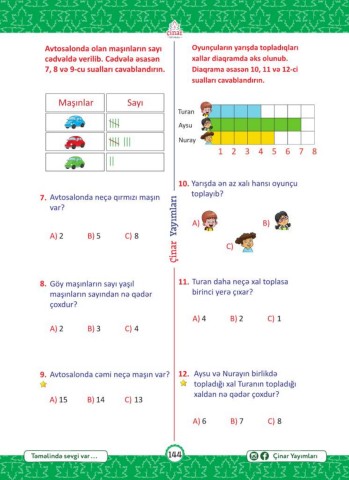 çınar
Avtosalonda olan maşınların sayı
cədvəldə verilib. Cədvələ əsasən
7, 8 və 9-cu sualları cavablandırın.
Maşınlar Sayı
7. Avtosalonda neçə qırmızı maşın
var?
A) 2 B) 5 C) 8
8. Göy maşınların sayı yaşıl
maşınların sayından nə qədər
çoxdur?
A) 2 B) 3 C) 4
9. Avtosalonda cəmi neçə maşın var?
A) 15 B) 14 C) 13
Çinar Yayımları
Oyunçuların yarışda topladıqları
xallar diaqramda əks olunub.
Diaqrama əsasən 10, 11 və 12-ci
sualları cavablandırın.
Turan
Aysu
Nuray
1 2 3 4 5 6 7 8
10. Yarışda ən az xalı hansı oyunçu
toplayıb?
A) B)
C)
11. Turan daha neçə xal toplasa
birinci yerə çıxar?
A) 4 B) 2 C) 1
12. Aysu və Nurayın birlikdə
topladığı xal Turanın topladığı
xaldan nə qədər çoxdur?
A) 6 B) 7 C) 8
Təməlində sevgi var ...
144
Çinar Yayımları